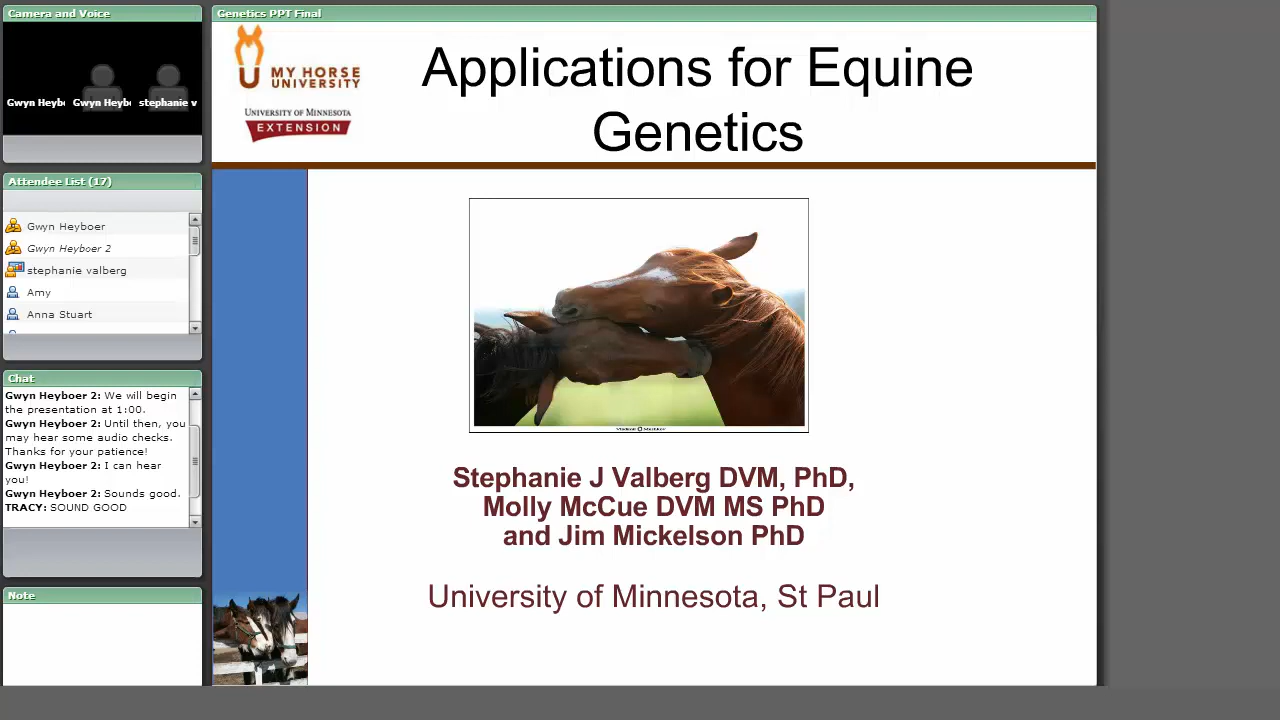 Camera and Voice
Gwyn Heyb
Gwyn Heyb
stephanie v
Attendee List (17)
Gwyn Heyboer
Gwyn Heyboer 2
stephanie valberg
Amy
Anna Stuart
Chat
Gwyn Heyboer 2: We will begin
the presentation at 1:00.
Gwyn Heyboer 2: Until then, you
may hear some audio checks.
Thanks for your patience!
Gwyn Heyboer 2: I can hear
you!
Gwyn Heyboer 2: Sounds good.
TRACY: SOUND GOOD
Note
Genetics PPT Final
MY HORSE
UNIVERSITY
UNIVERSITY OF MINNESOTA
EXTENSION
Applications for Equine
Genetics
Stephanie J Valberg DVM, PhD,
Molly McCue DVM MS PhD
and Jim Mickelson PhD
University of Minnesota, St Paul